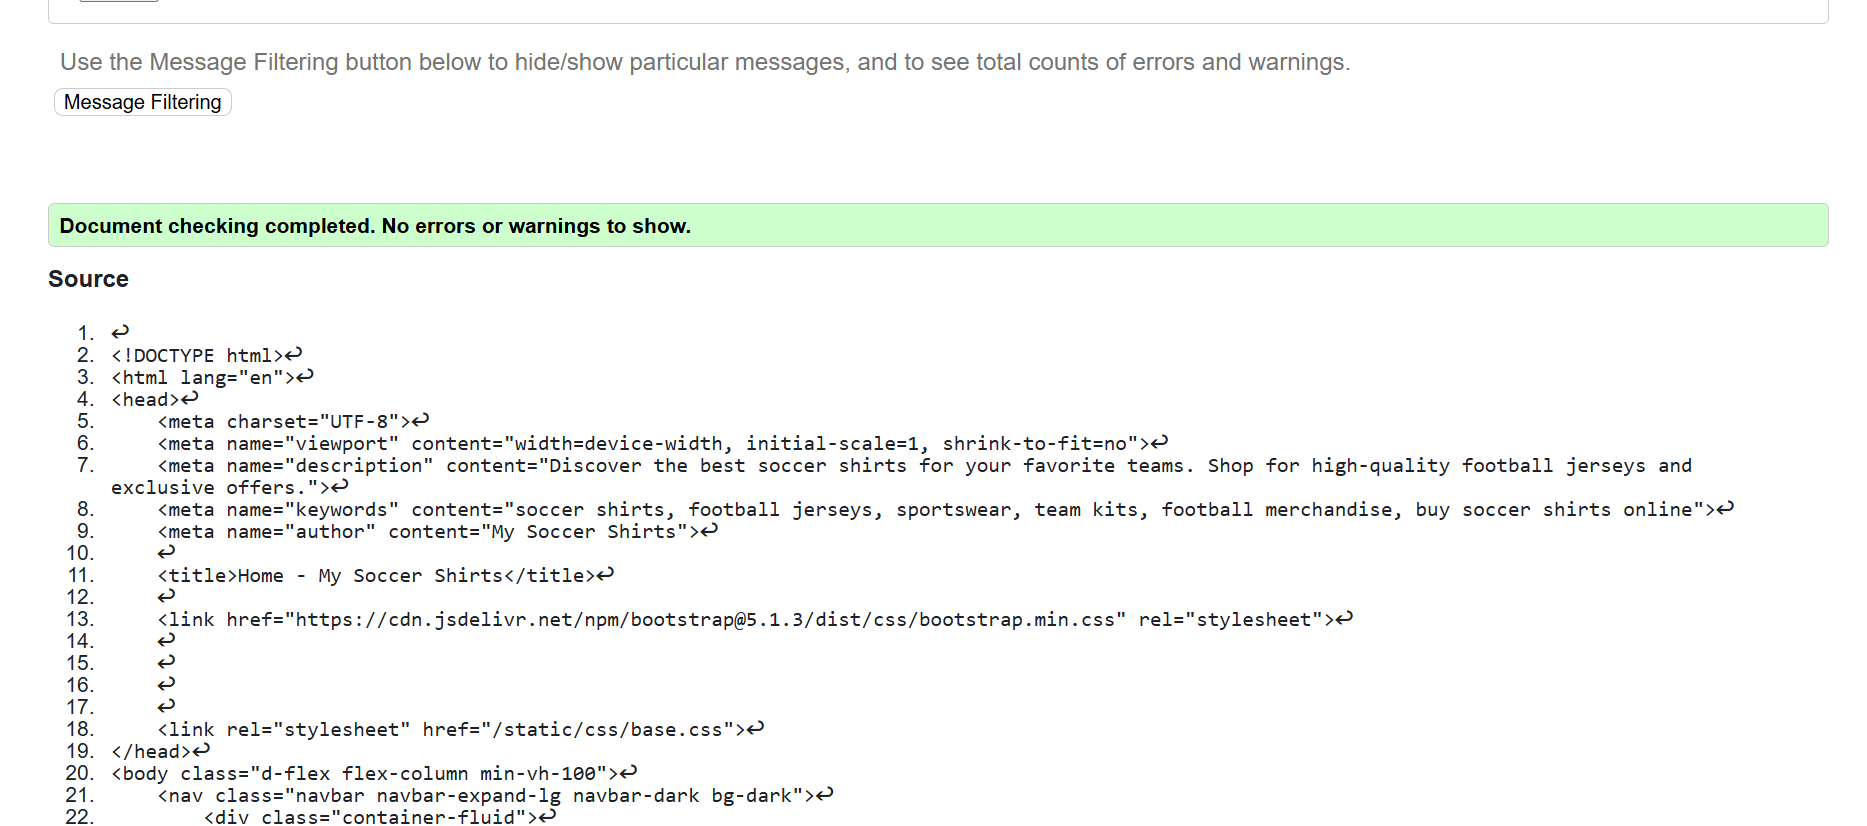 Use the Message Filtering button below to hide/show particular messages, and to see total counts of errors and warnings.
Message Filtering
Document checking completed. No errors or warnings to show.
Source
1. ↩
2. <!DOCTYPE html>↩
3. <html lang="en">↩
4. <head>↩
5.     <meta charset="UTF-8">↩
6.     <meta name="viewport" content="width=device-width, initial-scale=1, shrink-to-fit=no">↩
7.     <meta name="description" content="Discover the best soccer shirts for your favorite teams. Shop for high-quality football jerseys and
exclusive offers.">↩
8.     <meta name="keywords" content="soccer shirts, football jerseys, sportswear, team kits, football merchandise, buy soccer shirts online">↩
9.     <meta name="author" content="My Soccer Shirts">↩
10.     ↩
11.     <title>Home - My Soccer Shirts</title>↩
12.     ↩
13.     <link href="https://cdn.jsdelivr.net/npm/bootstrap@5.1.3/dist/css/bootstrap.min.css" rel="stylesheet">↩
14.     ↩
15.     ↩
16.     ↩
17.     ↩
18.     <link rel="stylesheet" href="/static/css/base.css">↩
19. </head>↩
20. <body class="d-flex flex-column min-vh-100">↩
21.     <nav class="navbar navbar-expand-lg navbar-dark bg-dark">↩
22.         <div class="container-fluid">↩